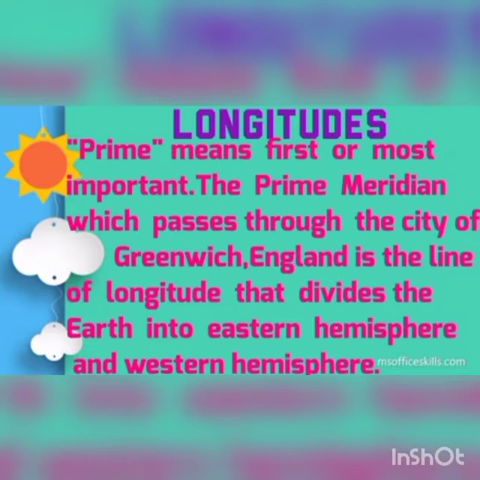 LONGITUDES
"Prime" means first or most
important.The Prime Meridian
which passes through the city of
Greenwich,England is the line
of longitude that divides the
Earth into eastern hemisphere
and western hemisphere.
msofficeskills.com
InShOt